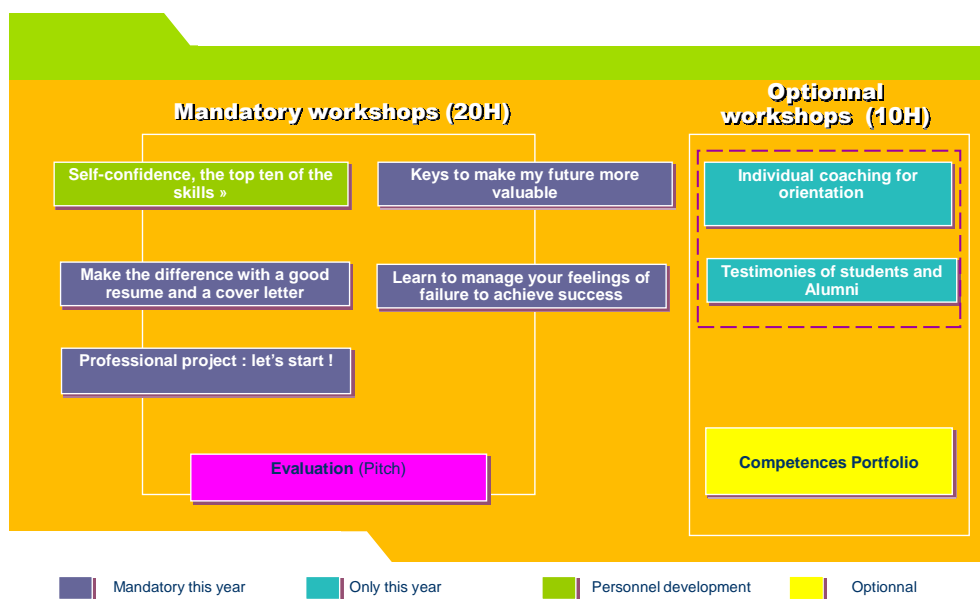 Mandatory workshops (20H)
Optionnal
workshops (10H)
Self-confidence, the top ten of the
skills »
Keys to make my future more
valuable
Individual coaching for
orientation
Make the difference with a good
resume and a cover letter
Learn to manage your feelings of
failure to achieve success
Testimonies of students and
Alumni
Professional project : let’s start !
Evaluation (Pitch)
Competences Portfolio
Mandatory this year
Only this year
Personnel development
Optionnal